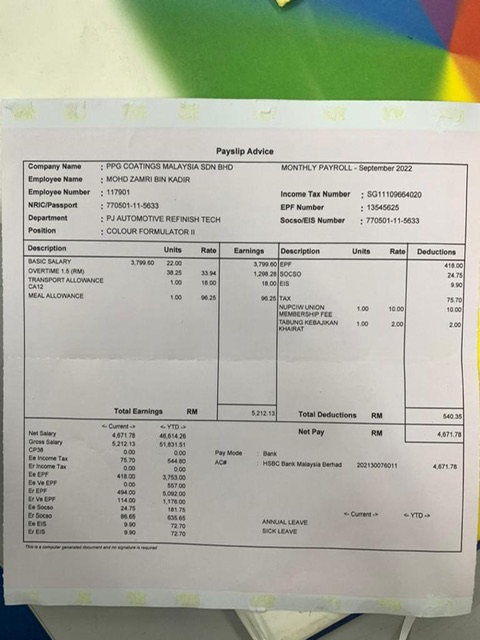 Payslip Advice
Company Name : PPG COATINGS MALAYSIA SDN BHD MONTHLY PAYROLL - September 2022
Employee Name : MOHD ZAMRI BIN KADIR
Employee Number : 117901 Income Tax Number : SG11109664020
NRIC/Passport : 770501-11-5633 EPF Number : 13545625
Department : PJ AUTOMOTIVE REFINISH TECH Socso/EIS Number : 770501-11-5633
Position : COLOUR FORMULATOR II
Description Units Rate Earnings Description Units Rate Deductions
BASIC SALARY 3,799.60 22.00 3,799.60 EPF 418.00
OVERTIME 1.5 (RM) 38.25 33.94 1,298.28 SOCSO 24.75
TRANSPORT ALLOWANCE 1.00 18.00 18.00 EIS 9.90
CA12
MEAL ALLOWANCE 1.00 96.25 96.25 TAX 75.70
NUPCIW UNION 1.00 10.00 10.00
MEMBERSHIP FEE
TABUNG KEBAJIKAN 1.00 2.00 2.00
KHAIRAT
Total Earnings RM 5,212.13 Total Deductions RM 540.35
<- Current -> <- YTD -> Net Pay RM 4,671.78
Net Salary 4,671.78 46,614.26
Gross Salary 5,212.13 51,831.51
CP38 0.00 0.00 Pay Mode : Bank
Ee Income Tax 75.70 544.80 AC# : HSBC Bank Malaysia Berhad 202130076011 4,671.78
Er Income Tax 0.00 0.00
Ee EPF 418.00 3,753.00
Ee Ve EPF 0.00 557.00
Er EPF 494.00 5,092.00
Er Ve EPF 114.00 1,176.00
Ee Socso 24.75 181.75 <- Current -> <- YTD ->
Er Socso 86.65 635.65 ANNUAL LEAVE
Ee EIS 9.90 72.70 SICK LEAVE
Er EIS 9.90 72.70
This is a computer generated document and no signature is required